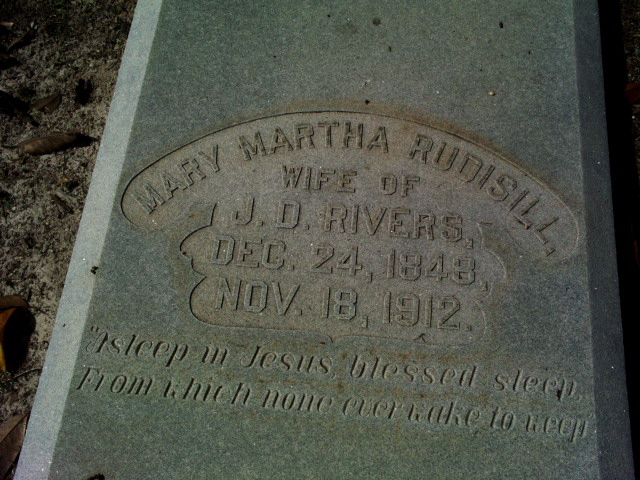 MARY MARTHA RUDISILL,
WIFE OF
J. D. RIVERS,
DEC. 24, 1848,
NOV. 18, 1912.
"Asleep in Jesus, blessed sleep,
From which none ever wake to weep"